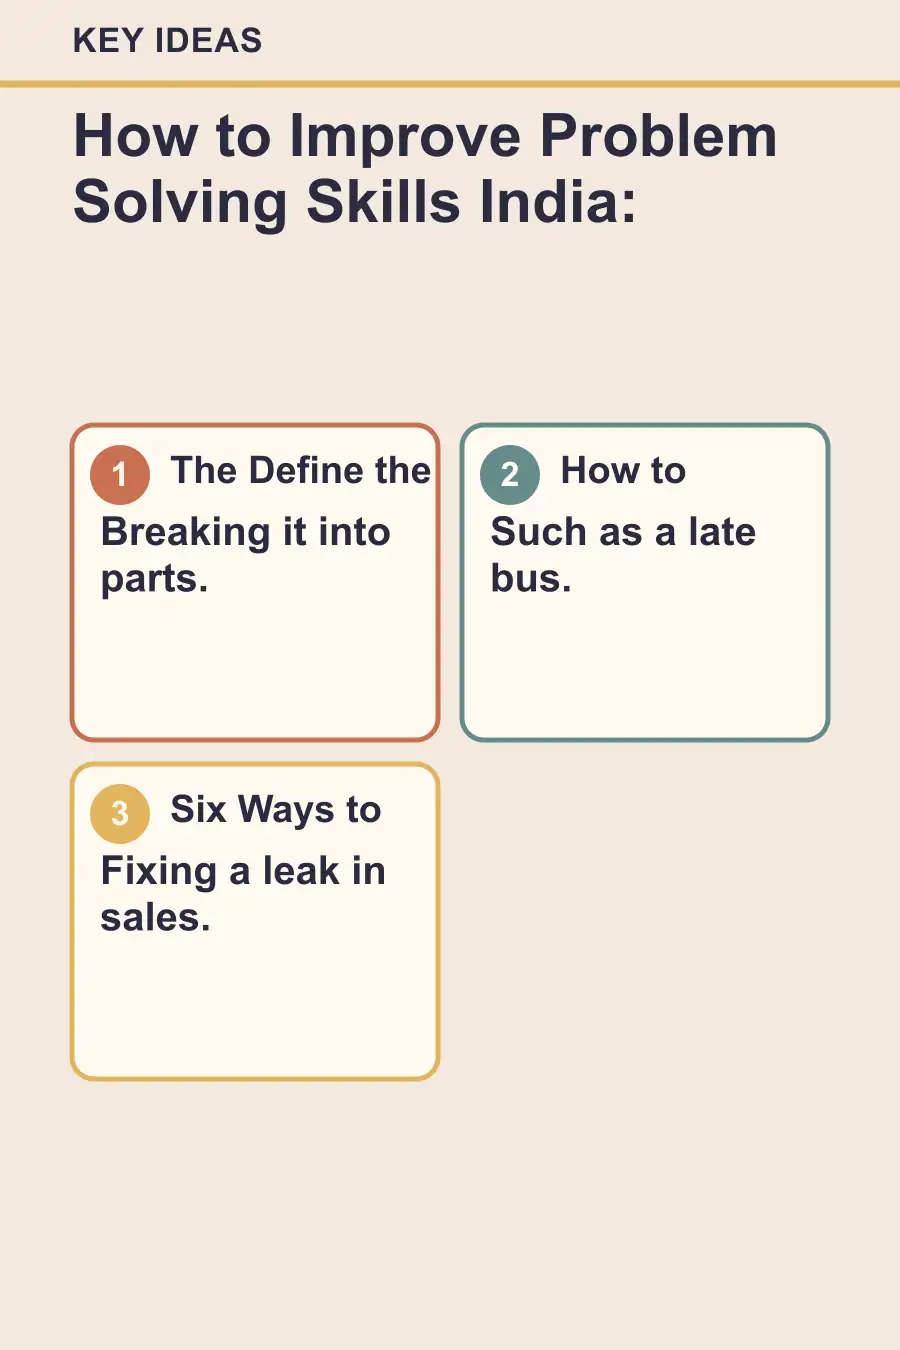 KEY IDEAS
How to Improve Problem
Solving Skills India:
1 The Define the
Breaking it into
parts.
2 How to
Such as a late
bus.
3 Six Ways to
Fixing a leak in
sales.